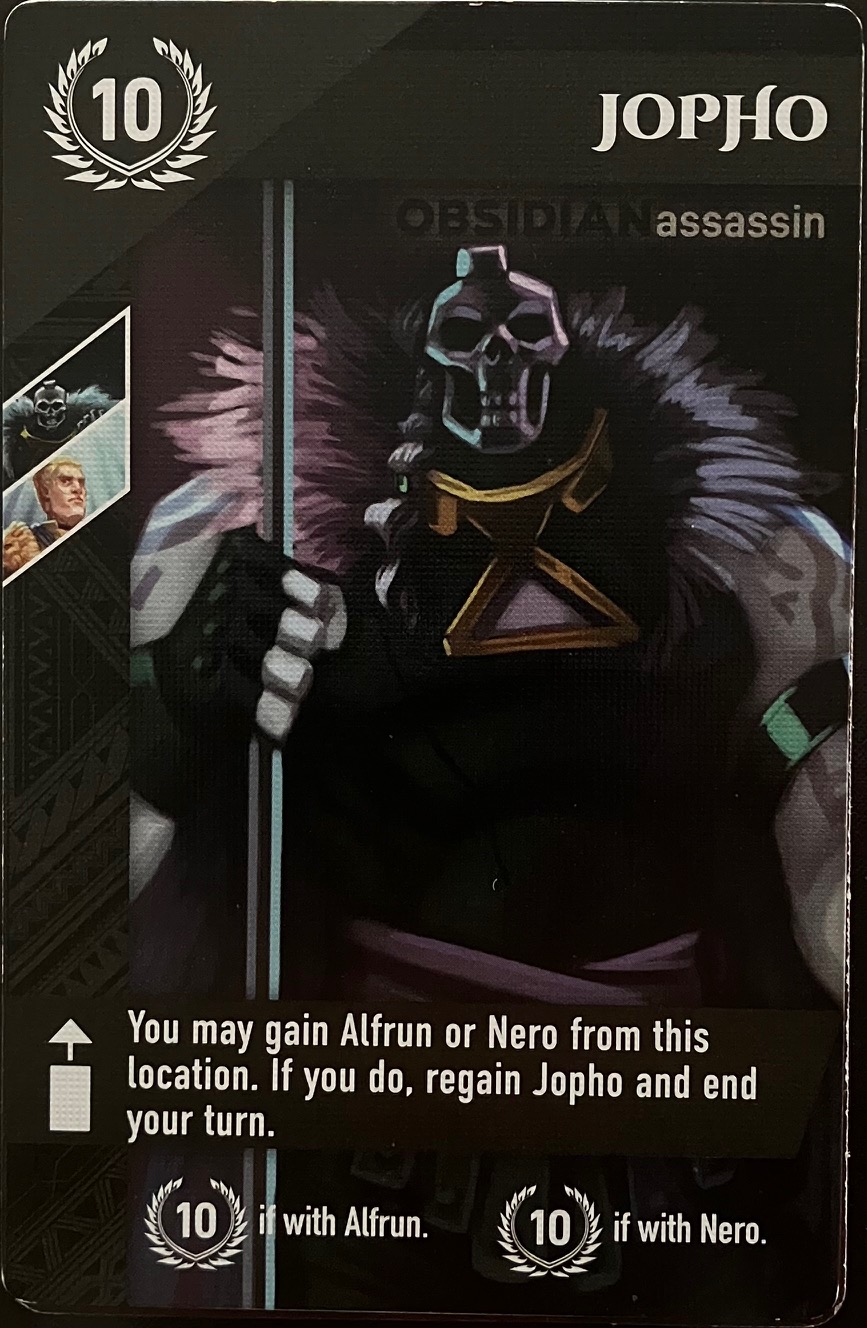 10
JOPHO
OBSIDIANassassin
You may gain Alfrun or Nero from this
location. If you do, regain Jopho and end
your turn.
10 if with Alfrun. 10 if with Nero.